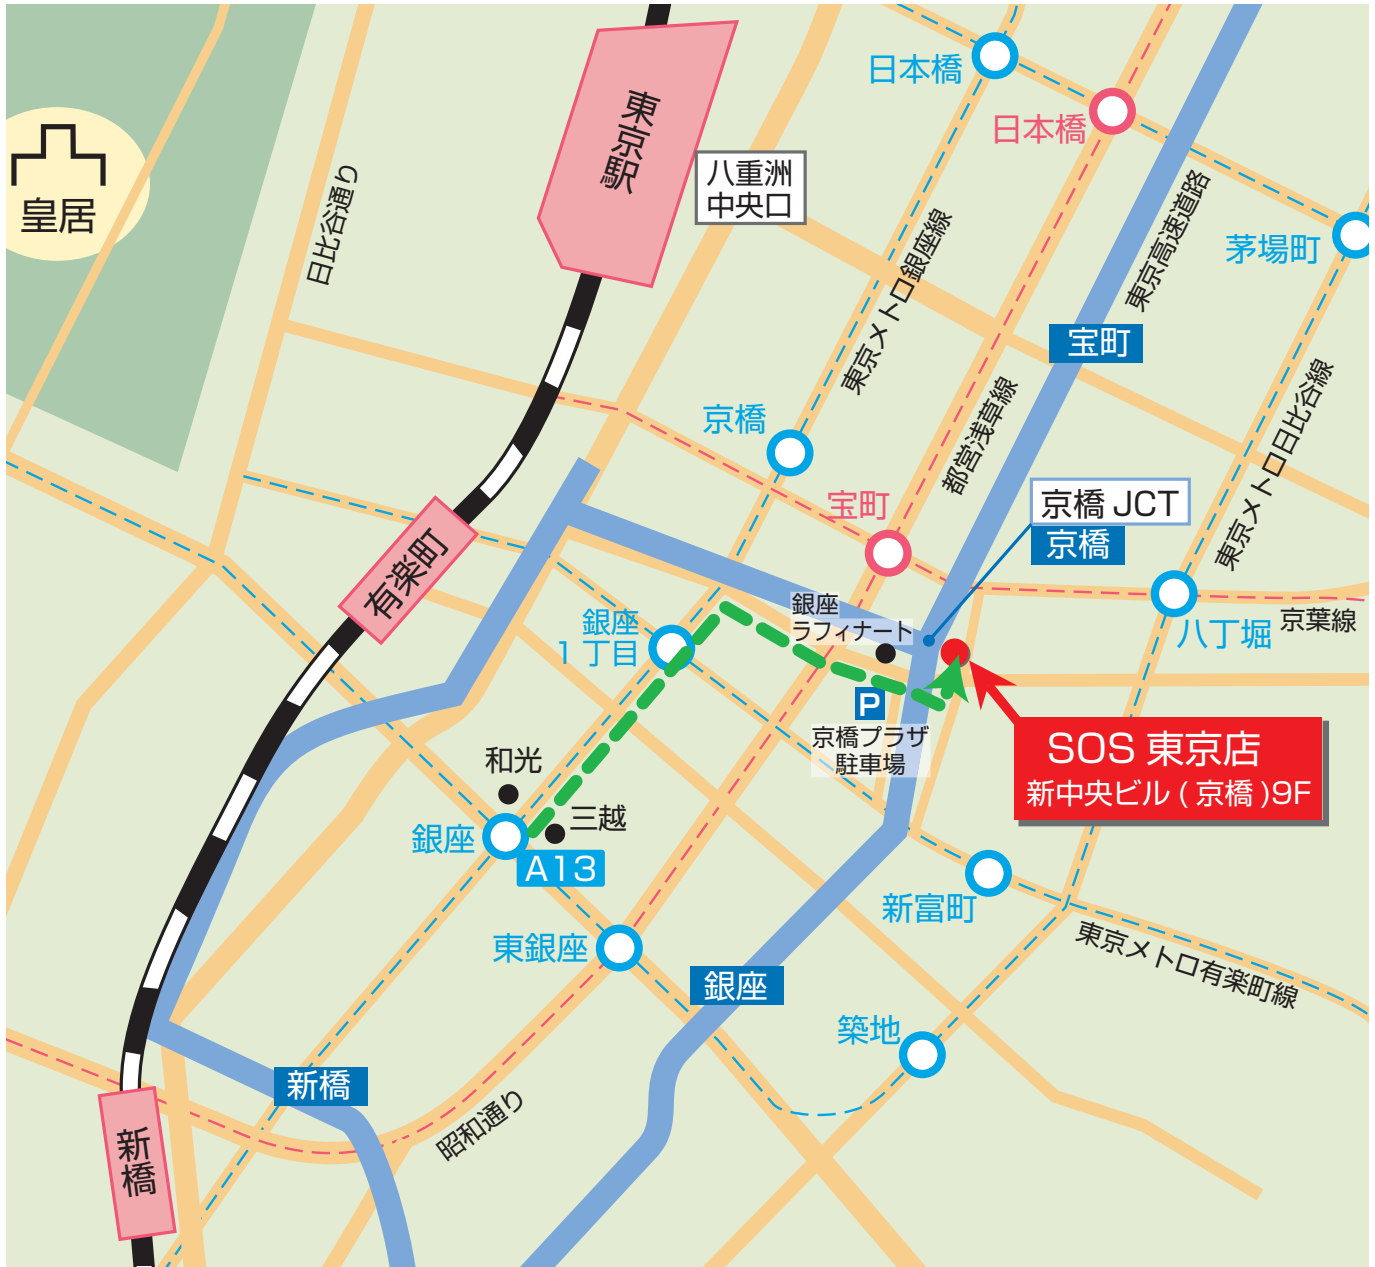 日本橋
日本橋
東京駅
八重洲
中央口
皇居
日比谷通り
東京メトロ銀座線
東京高速道路
茅場町
宝町
都営浅草線
東京メトロ日比谷線
京橋
宝町
京橋 JCT
京橋
有楽町
銀座
1 丁目
銀座
ラフィナート
八丁堀
京葉線
P
京橋プラザ
駐車場
SOS 東京店
新中央ビル ( 京橋 )9F
和光
三越
銀座
A13
新富町
東銀座
銀座
東京メトロ有楽町線
築地
新橋
昭和通り
新橋